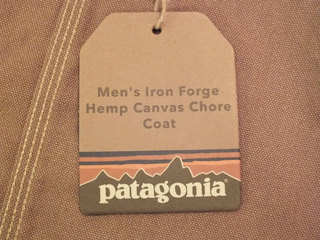 Men's Iron Forge
Hemp Canvas Chore
Coat
patagonia®